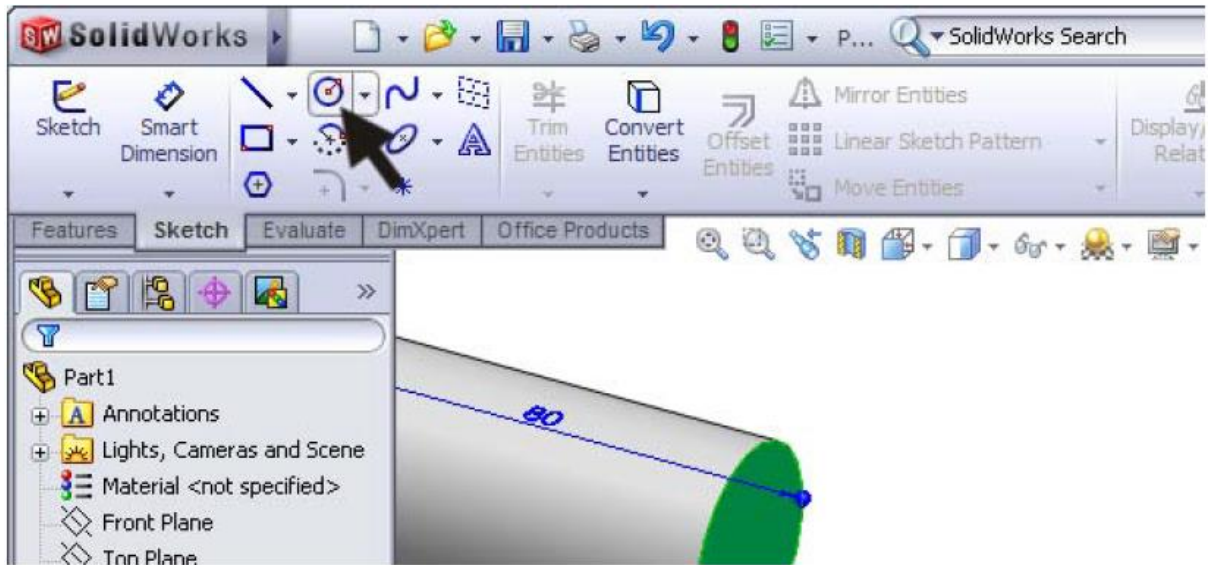 SolidWorks
P...
SolidWorks Search
Sketch
Smart Dimension
Trim Entities
Convert Entities
Offset Entities
Mirror Entities
Linear Sketch Pattern
Move Entities
Features Sketch Evaluate DimXpert Office Products
Part1
A Annotations
Lights, Cameras and Scene
Material <not specified>
Front Plane
Top Plane
80